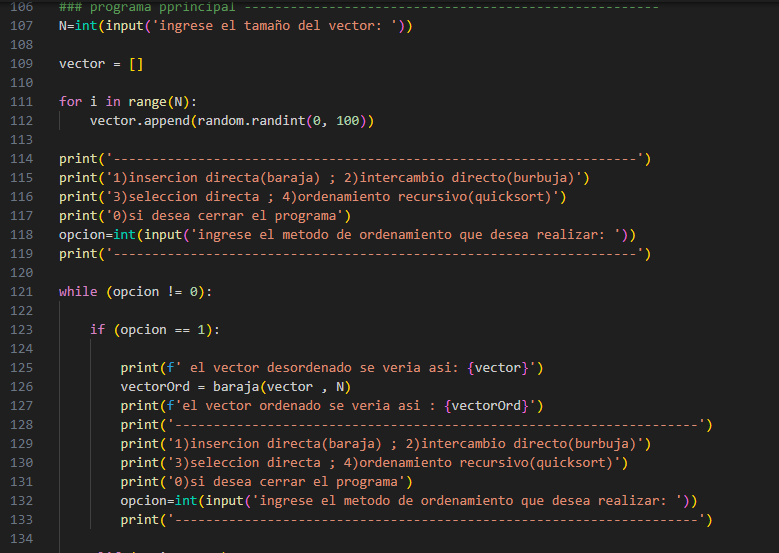 106 ### programa pprincipal ------------------------------------------------------
107 N=int(input('ingrese el tamaño del vector: '))
108
109 vector = []
110
111 for i in range(N):
112     vector.append(random.randint(0, 100))
113
114 print('--------------------------------------------------------------------')
115 print('1)insercion directa(baraja) ; 2)intercambio directo(burbuja)')
116 print('3)seleccion directa ; 4)ordenamiento recursivo(quicksort)')
117 print('0)si desea cerrar el programa')
118 opcion=int(input('ingrese el metodo de ordenamiento que desea realizar: '))
119 print('--------------------------------------------------------------------')
120
121 while (opcion != 0):
122
123     if (opcion == 1):
124
125         print(f' el vector desordenado se veria asi: {vector}')
126         vectorOrd = baraja(vector , N)
127         print(f'el vector ordenado se veria asi : {vectorOrd}')
128         print('--------------------------------------------------------------------')
129         print('1)insercion directa(baraja) ; 2)intercambio directo(burbuja)')
130         print('3)seleccion directa ; 4)ordenamiento recursivo(quicksort)')
131         print('0)si desea cerrar el programa')
132         opcion=int(input('ingrese el metodo de ordenamiento que desea realizar: '))
133         print('--------------------------------------------------------------------')
134